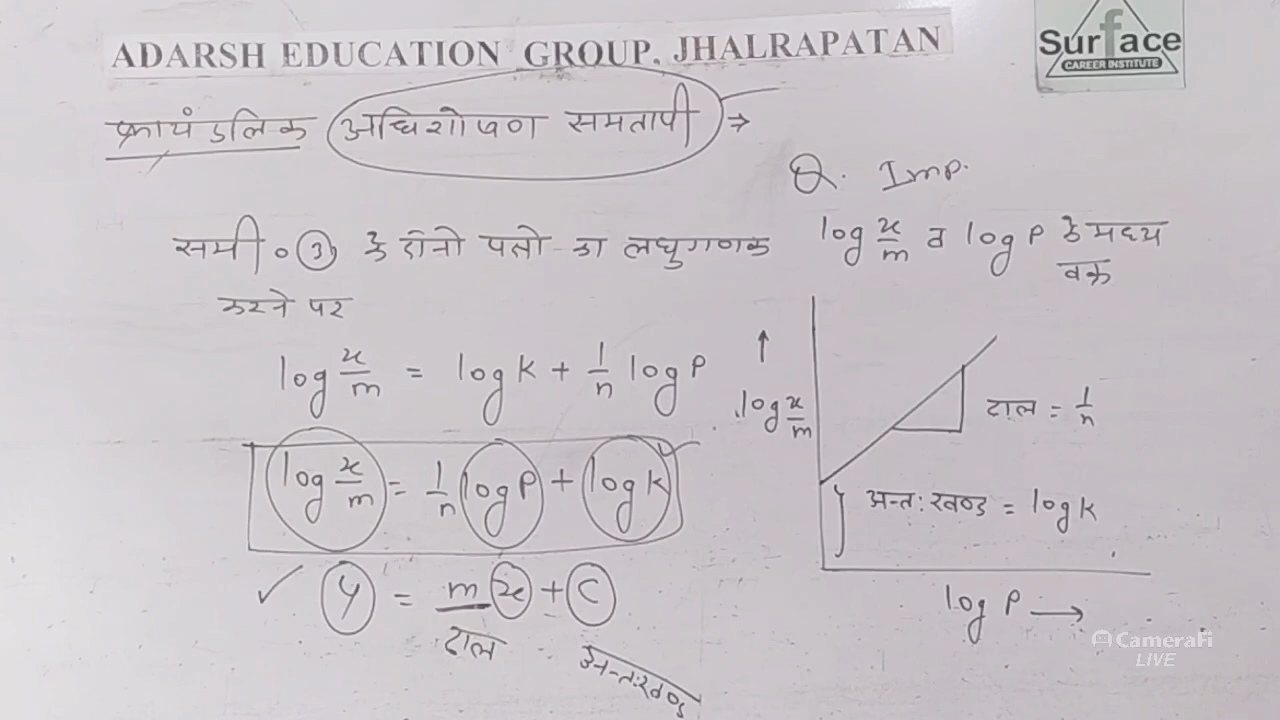 ADARSH EDUCATION GROUP. JHALRAPATAN
Surface
CAREER INSTITUTE
फ्रायंडलिक अधिशोषण समतापी →
Q. Imp.
समी॰ ③ के दोनो पक्षो का लघुगणक
करने पर
log x/m व log P के मध्य
वक्र
log x/m = log K + 1/n log P
log x/m = 1/n log P + log K
y = mx + c
ढाल
अन्तःखण्ड
↑
log x/m
ढाल = 1/n
अन्तःखण्ड = log K
log P →
CameraFi
LIVE